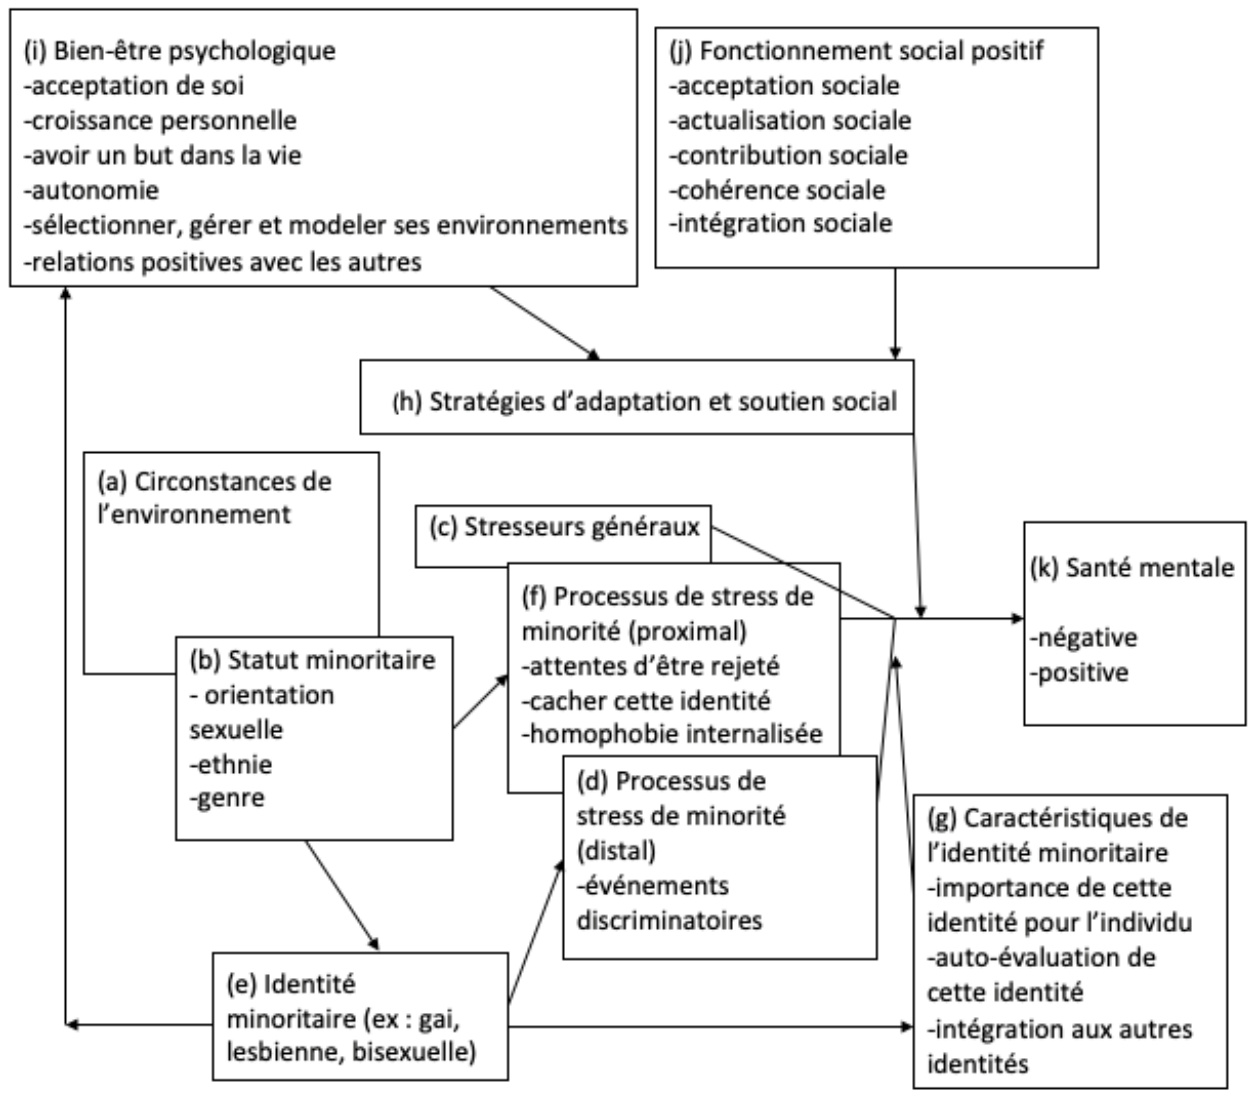 (i) Bien-être psychologique
-acceptation de soi
-croissance personnelle
-avoir un but dans la vie
-autonomie
-sélectionner, gérer et modeler ses environnements
-relations positives avec les autres
(j) Fonctionnement social positif
-acceptation sociale
-actualisation sociale
-contribution sociale
-cohérence sociale
-intégration sociale
(h) Stratégies d’adaptation et soutien social
(a) Circonstances de
l’environnement
(b) Statut minoritaire
- orientation
sexuelle
-ethnie
-genre
(c) Stresseurs généraux
(f) Processus de stress de
minorité (proximal)
-attentes d’être rejeté
-cacher cette identité
-homophobie internalisée
(d) Processus de
stress de minorité
(distal)
-événements
discriminatoires
(e) Identité
minoritaire (ex : gai,
lesbienne, bisexuelle)
(g) Caractéristiques de
l’identité minoritaire
-importance de cette
identité pour l’individu
-auto-évaluation de
cette identité
-intégration aux autres
identités
(k) Santé mentale
-négative
-positive